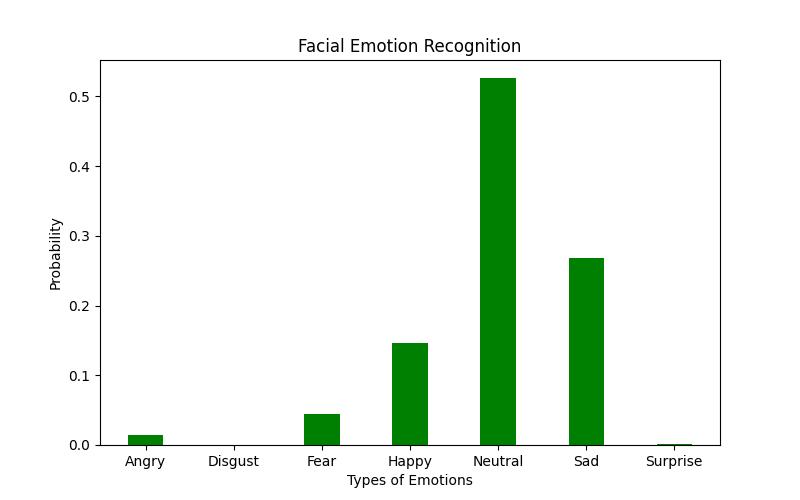 Facial Emotion Recognition
Probability
0.5
0.4
0.3
0.2
0.1
0.0
Angry Disgust Fear Happy Neutral Sad Surprise
Types of Emotions